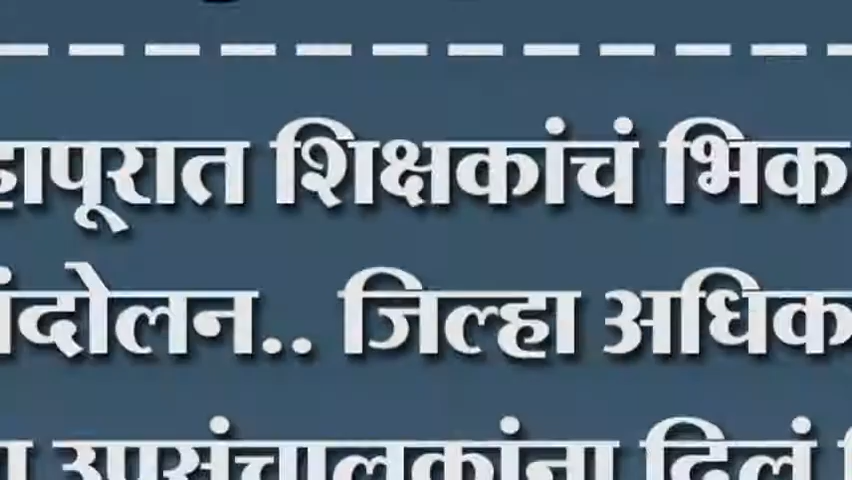 हापूरात शिक्षकांचं भिक
ंदोलन.. जिल्हा अधिक
उपसंचालकांना दिलं